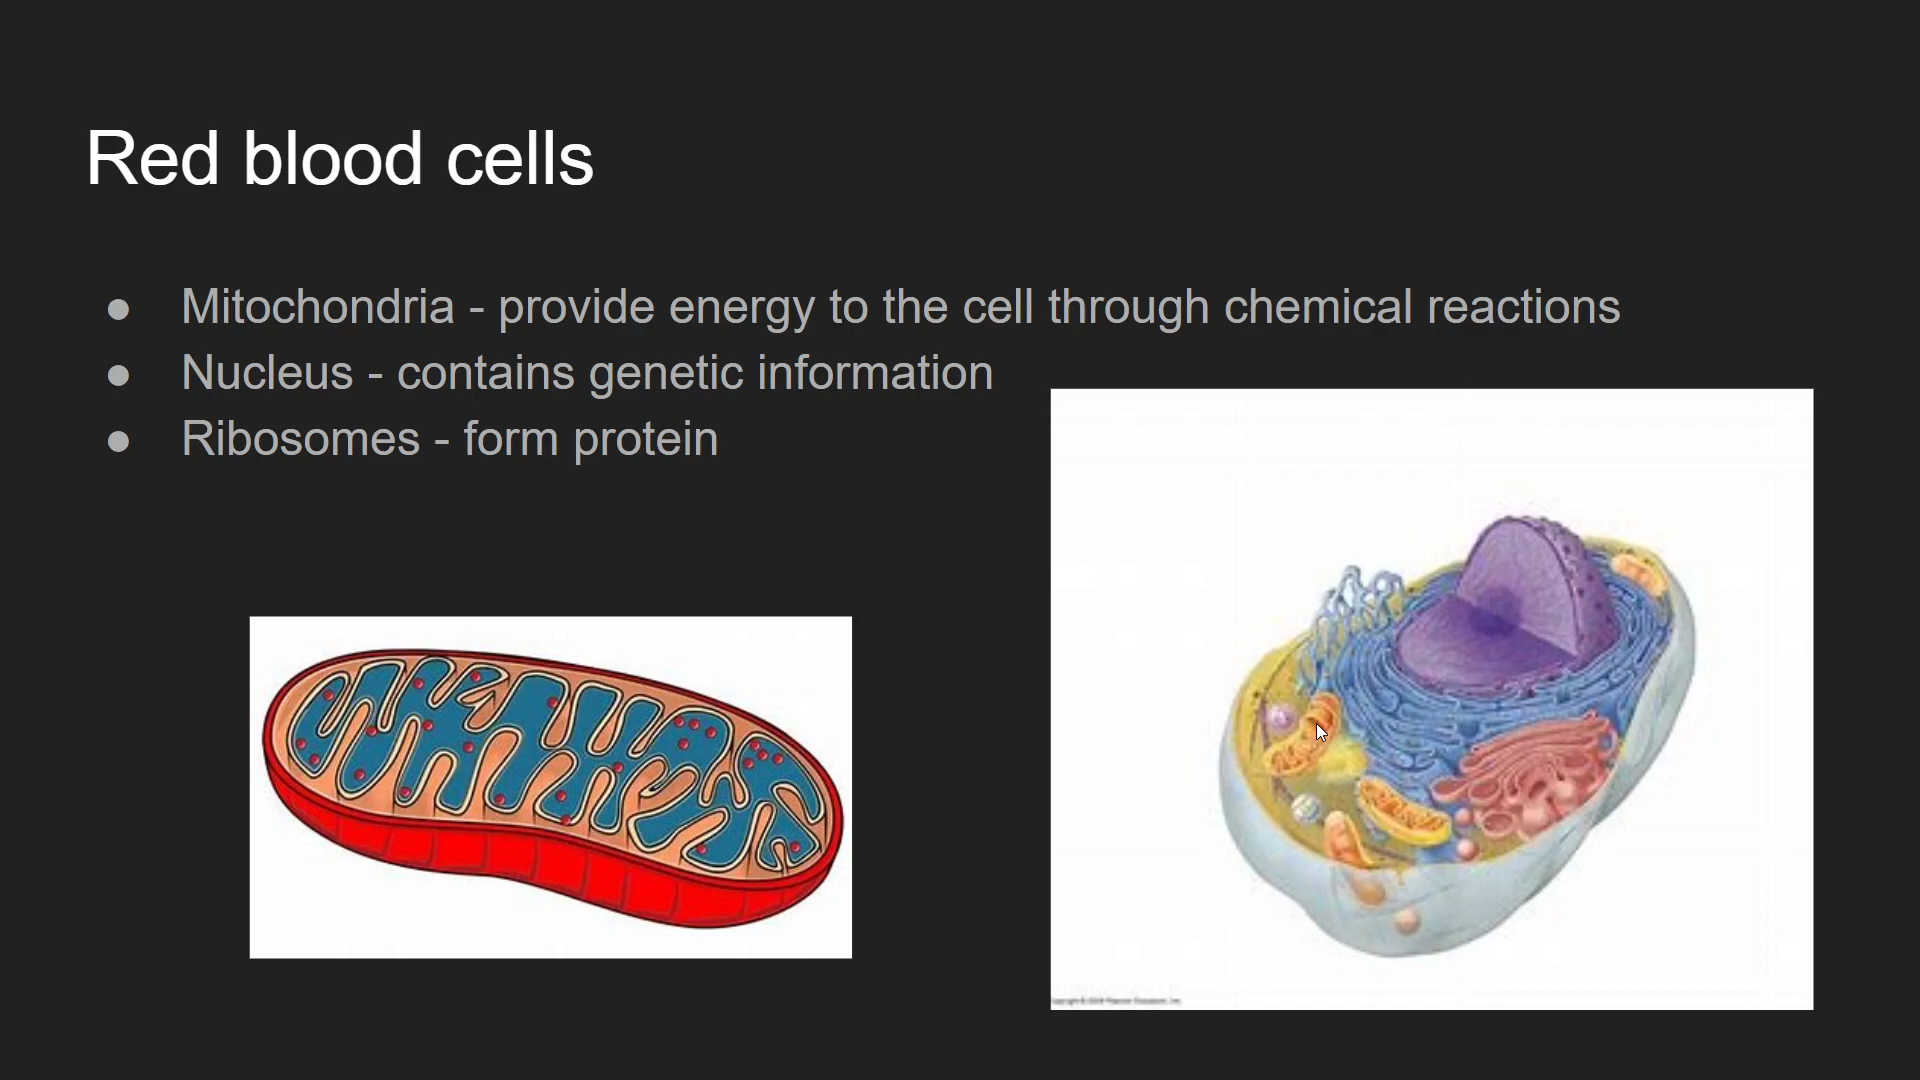 Red blood cells
● Mitochondria - provide energy to the cell through chemical reactions
● Nucleus - contains genetic information
● Ribosomes - form protein